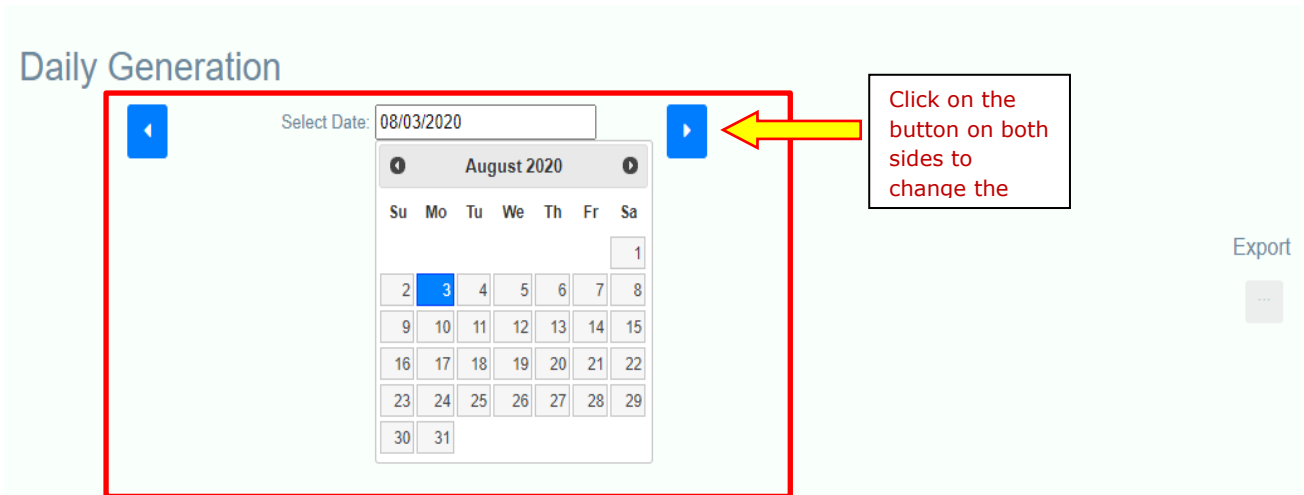 Daily Generation
Select Date: 08/03/2020
Click on the
button on both
sides to
change the
August 2020
Su Mo Tu We Th Fr Sa
1
2 3 4 5 6 7 8
9 10 11 12 13 14 15
16 17 18 19 20 21 22
23 24 25 26 27 28 29
30 31
Export
...